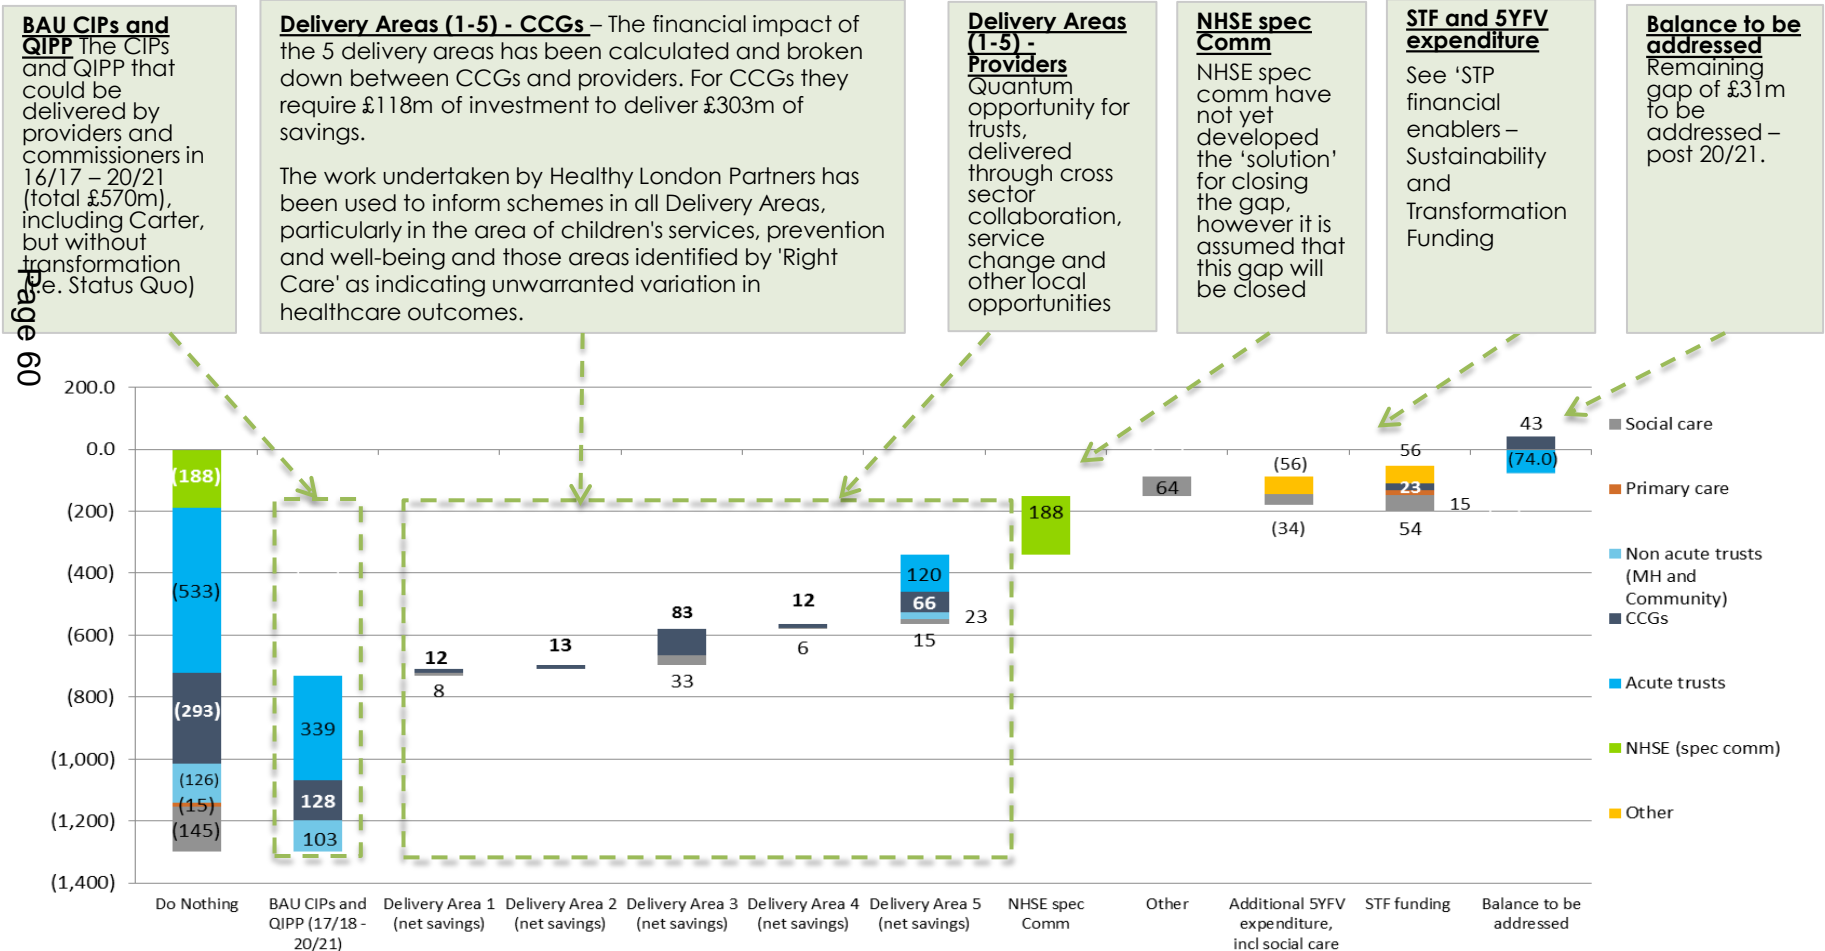 BAU CIPs and
QIPP The CIPs
and QIPP that
could be
delivered by
providers and
commissioners in
16/17 – 20/21
(total £570m),
including Carter,
but without
transformation
(i.e. Status Quo)
Delivery Areas (1-5) - CCGs – The financial impact of
the 5 delivery areas has been calculated and broken
down between CCGs and providers. For CCGs they
require £118m of investment to deliver £303m of
savings.
The work undertaken by Healthy London Partners has
been used to inform schemes in all Delivery Areas,
particularly in the area of children's services, prevention
and well-being and those areas identified by 'Right
Care' as indicating unwarranted variation in
healthcare outcomes.
Delivery Areas
(1-5) -
Providers
Quantum
opportunity for
trusts,
delivered
through cross
sector
collaboration,
service
change and
other local
opportunities
NHSE spec
Comm
NHSE spec
comm have
not yet
developed
the ‘solution’
for closing
the gap,
however it is
assumed that
this gap will
be closed
STF and 5YFV
expenditure
See ‘STP
financial
enablers –
Sustainability
and
Transformation
Funding
Balance to be
addressed
Remaining
gap of £31m
to be
addressed –
post 20/21.
Page 60
200.0
0.0
(200)
(400)
(600)
(800)
(1,000)
(1,200)
(1,400)
(188)
(533)
(293)
(126)
(15)
(145)
339
128
103
12
8
13
83
33
12
6
120
66
23
15
188
64
(56)
(34)
56
23
15
54
43
(74.0)
Do Nothing
BAU CIPs and
QIPP (17/18 -
20/21)
Delivery Area 1
(net savings)
Delivery Area 2
(net savings)
Delivery Area 3
(net savings)
Delivery Area 4
(net savings)
Delivery Area 5
(net savings)
NHSE spec
Comm
Other
Additional 5YFV
expenditure,
incl social care
STF funding
Balance to be
addressed
Social care
Primary care
Non acute trusts
(MH and
Community)
CCGs
Acute trusts
NHSE (spec comm)
Other